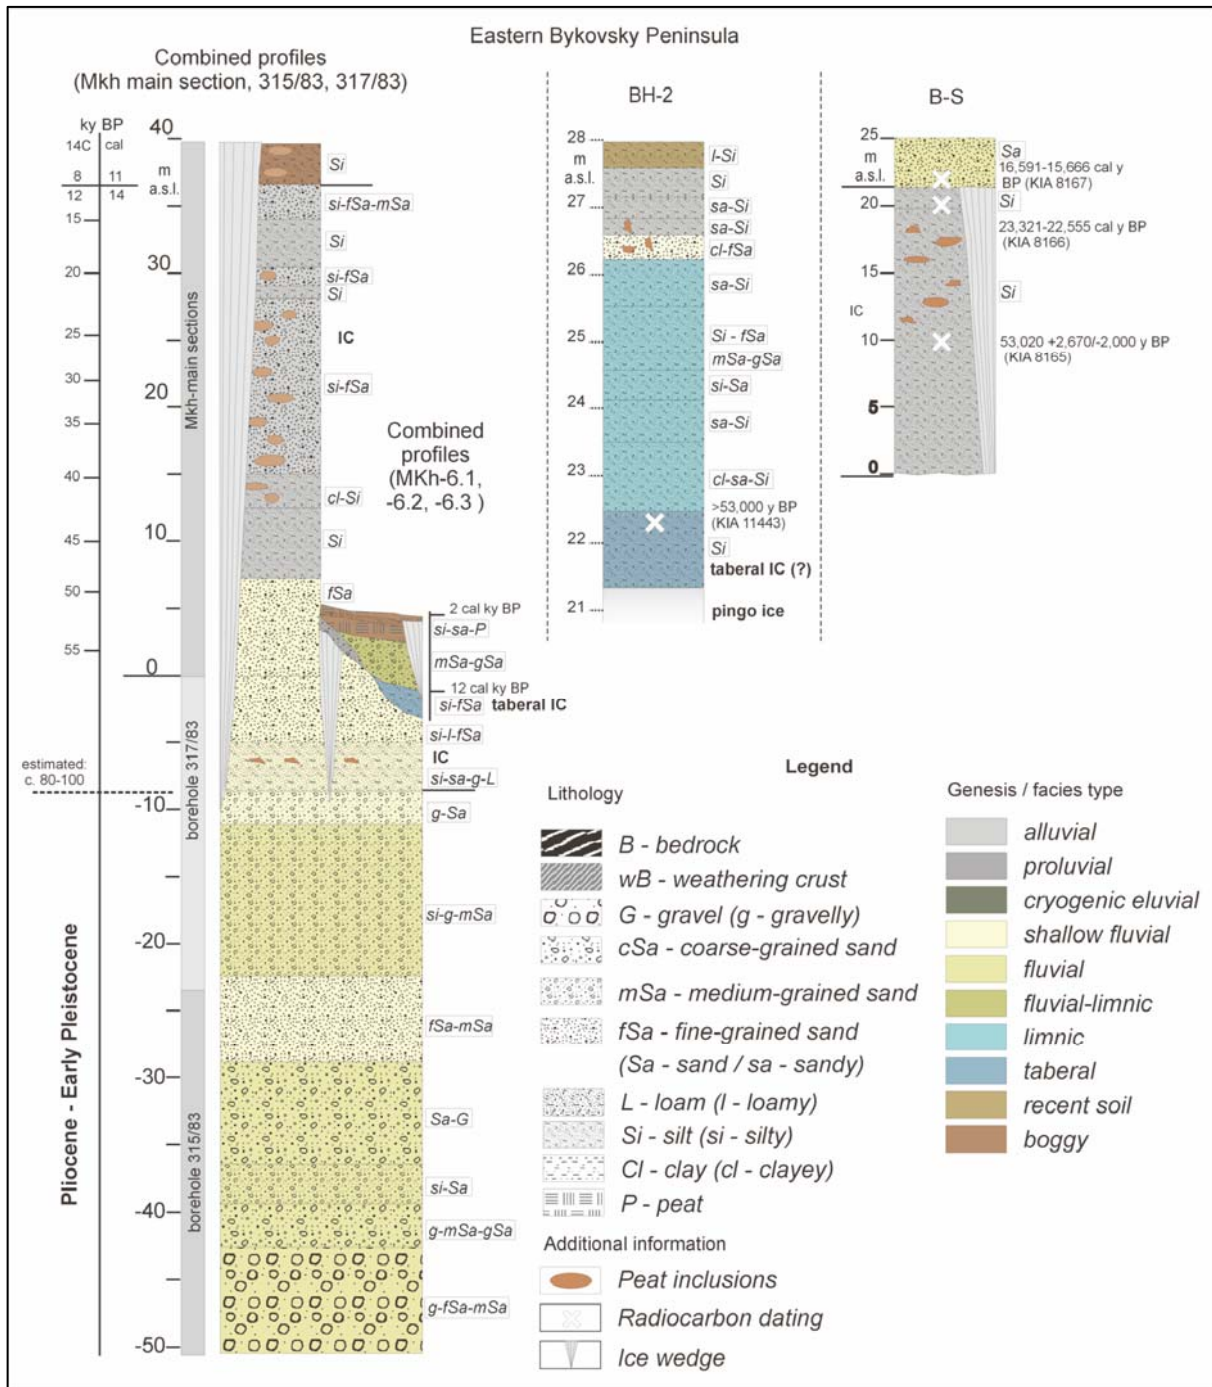 Eastern Bykovsky Peninsula
Combined profiles
(Mkh main section, 315/83, 317/83)
ky BP
14C cal
8 11
12 14
15
20
25
30
35
40
45
50
55
estimated:
c. 80-100
Pliocene - Early Pleistocene
40
m
a.s.l.
30
20
10
0
-10
-20
-30
-40
-50
Mkh-main sections
borehole 317/83
borehole 315/83
Si
si-fSa-mSa
Si
si-fSa
Si
IC
si-fSa
cl-Si
Si
fSa
Combined
profiles
(MKh-6.1,
-6.2, -6.3 )
2 cal ky BP
si-sa-P
mSa-gSa
12 cal ky BP
si-fSa taberal IC
si-l-fSa
IC
si-sa-g-L
g-Sa
si-g-mSa
fSa-mSa
Sa-G
si-Sa
g-mSa-gSa
g-fSa-mSa
BH-2
28
m
a.s.l.
27
26
25
24
23
22
21
l-Si
Si
sa-Si
sa-Si
cl-fSa
sa-Si
Si - fSa
mSa-gSa
si-Sa
sa-Si
cl-sa-Si
>53,000 y BP
(KIA 11443)
Si
taberal IC (?)
pingo ice
B-S
25
m
a.s.l.
20
15
IC
10
5
0
Sa
16,591-15,666 cal y
BP (KIA 8167)
Si
23,321-22,555 cal y BP
(KIA 8166)
Si
53,020 +2,670/-2,000 y BP
(KIA 8165)
Legend
Lithology
B - bedrock
wB - weathering crust
G - gravel (g - gravelly)
cSa - coarse-grained sand
mSa - medium-grained sand
fSa - fine-grained sand
(Sa - sand / sa - sandy)
L - loam (l - loamy)
Si - silt (si - silty)
Cl - clay (cl - clayey)
P - peat
Additional information
Peat inclusions
Radiocarbon dating
Ice wedge
Genesis / facies type
alluvial
proluvial
cryogenic eluvial
shallow fluvial
fluvial
fluvial-limnic
limnic
taberal
recent soil
boggy